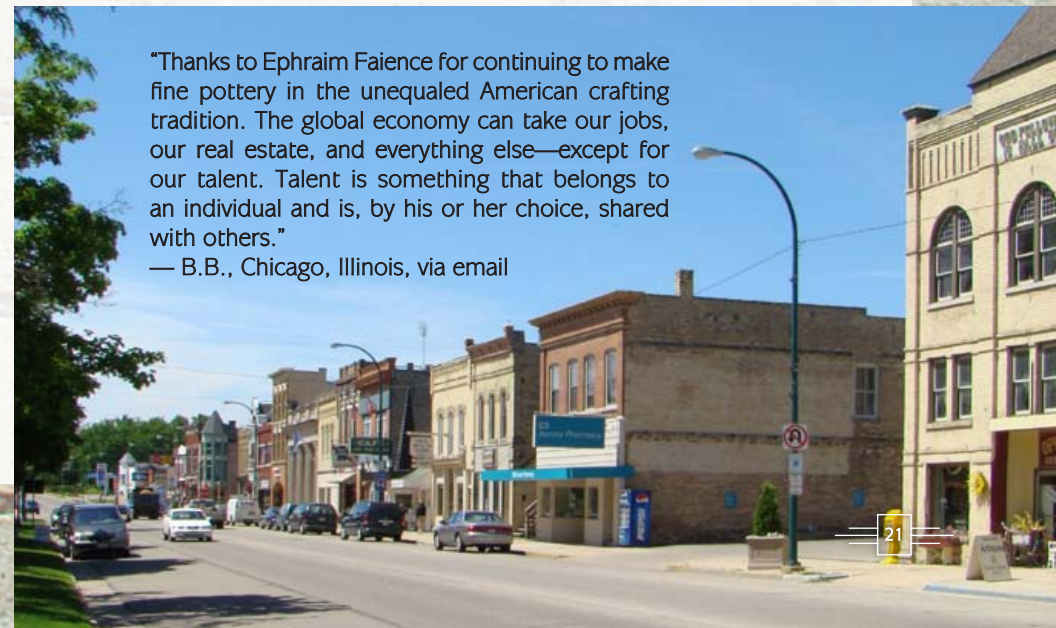 “Thanks to Ephraim Faience for continuing to make
fine pottery in the unequaled American crafting
tradition. The global economy can take our jobs,
our real estate, and everything else—except for
our talent. Talent is something that belongs to
an individual and is, by his or her choice, shared
with others.”
— B.B., Chicago, Illinois, via email
CAFE
PEPSI
21